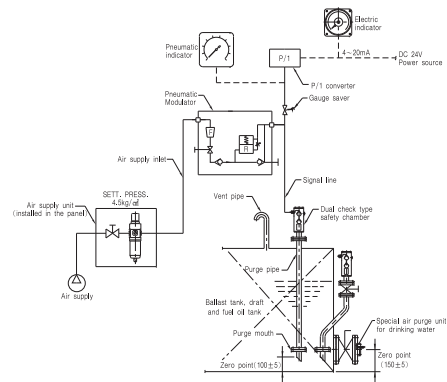 Electric
indicator
Pneumatic
indicator
P/1
4~20mA
DC 24V
Power source
P/1 converter
Pneumatic
Modulator
Gauge saver
F
R
Air supply inlet
Signal line
SETT. PRESS.
4.5kg/㎠
Air supply unit
(installed in the panel
Vent pipe
Dual check type
safety chamber
Air supply
Purge pipe
Ballast tank, draft
and fuel oil tank
Special air purge unit
for drinking water
Purge mouth
Zero point(100±5)
Zero point
(150±5)